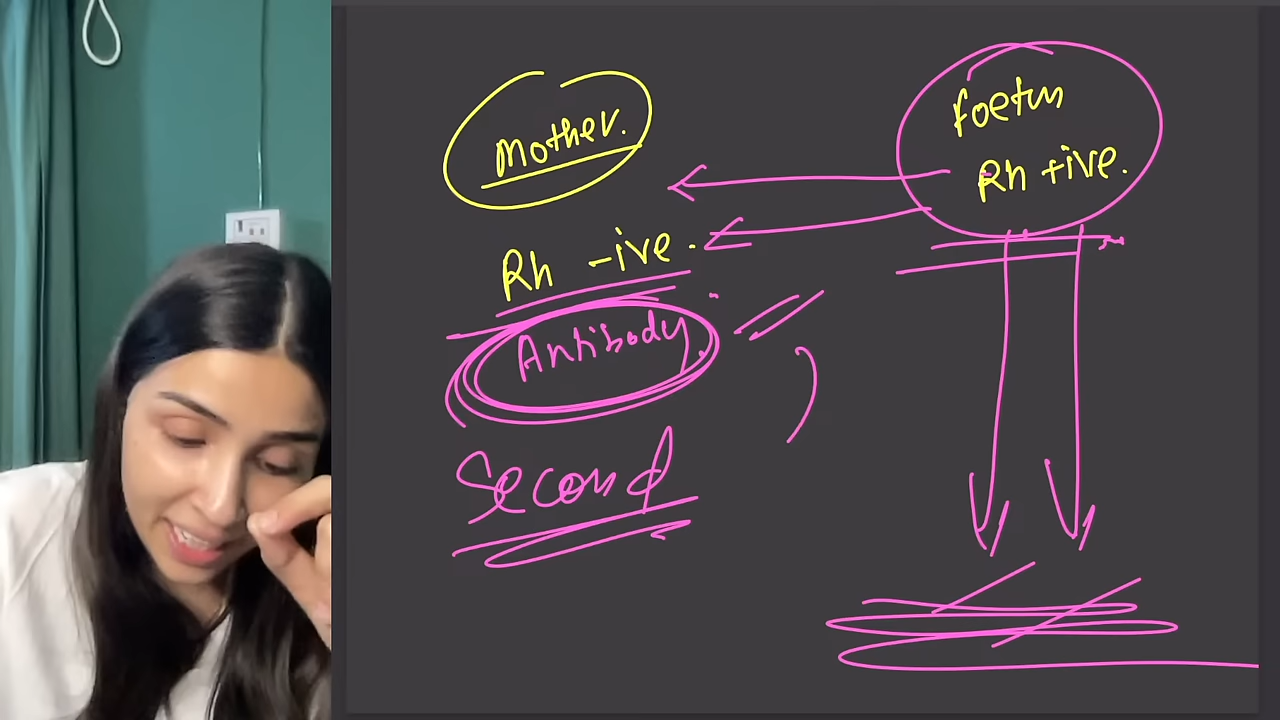 Mother.
Rh -ive.
Antibody.
Second
Foetus
Rh +ive.